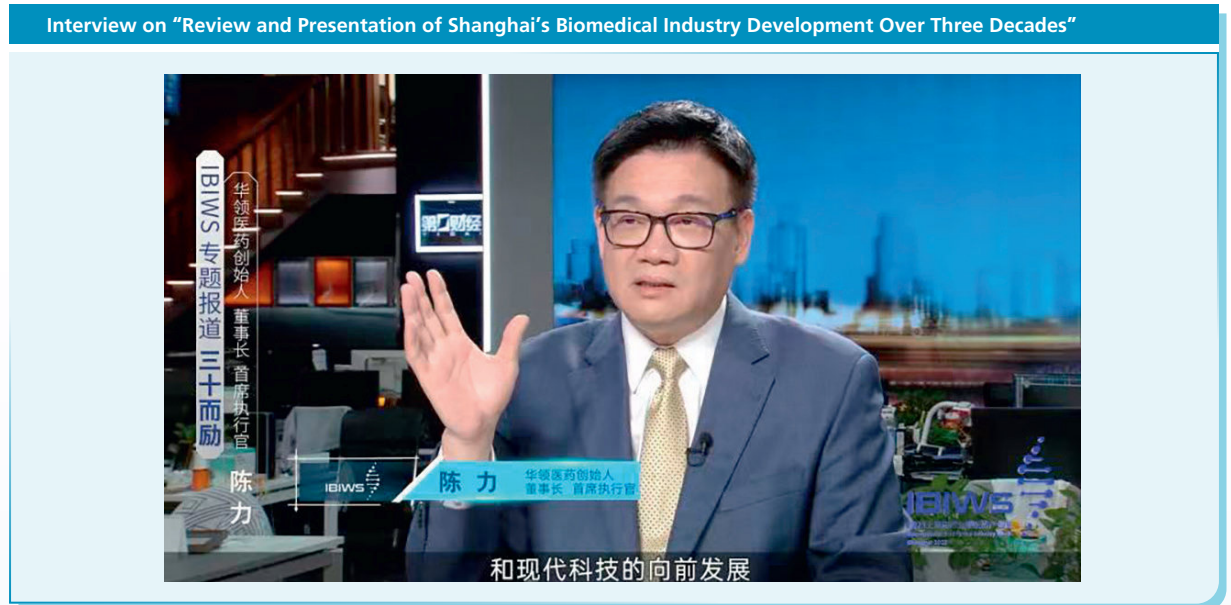 Interview on “Review and Presentation of Shanghai’s Biomedical Industry Development Over Three Decades”
IBIWS 专题报道 三十而励
华领医药创始人 董事长 首席执行官 陈力
第一财经
IBIWS
陈 力
华领医药创始人
董事长 首席执行官
IBIWS
和现代科技的向前发展